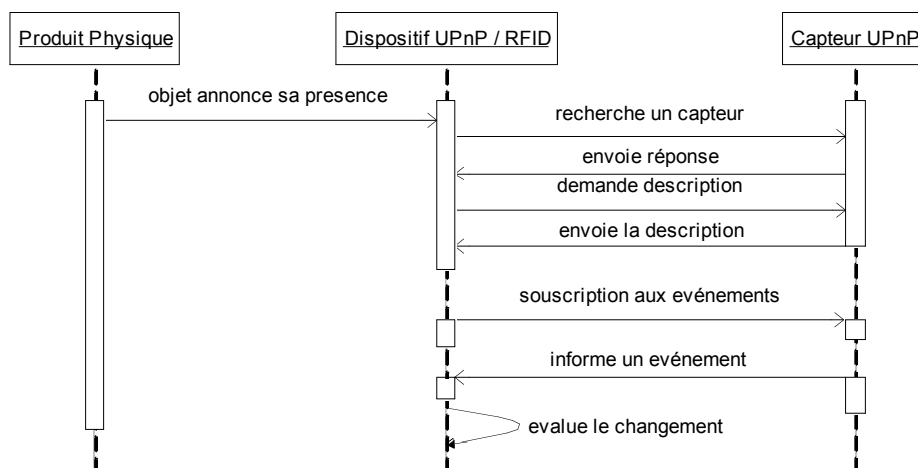 Produit Physique
Dispositif UPnP / RFID
Capteur UPnP
objet annonce sa presence
recherche un capteur
envoie réponse
demande description
envoie la description
souscription aux evénements
informe un evénement
evalue le changement